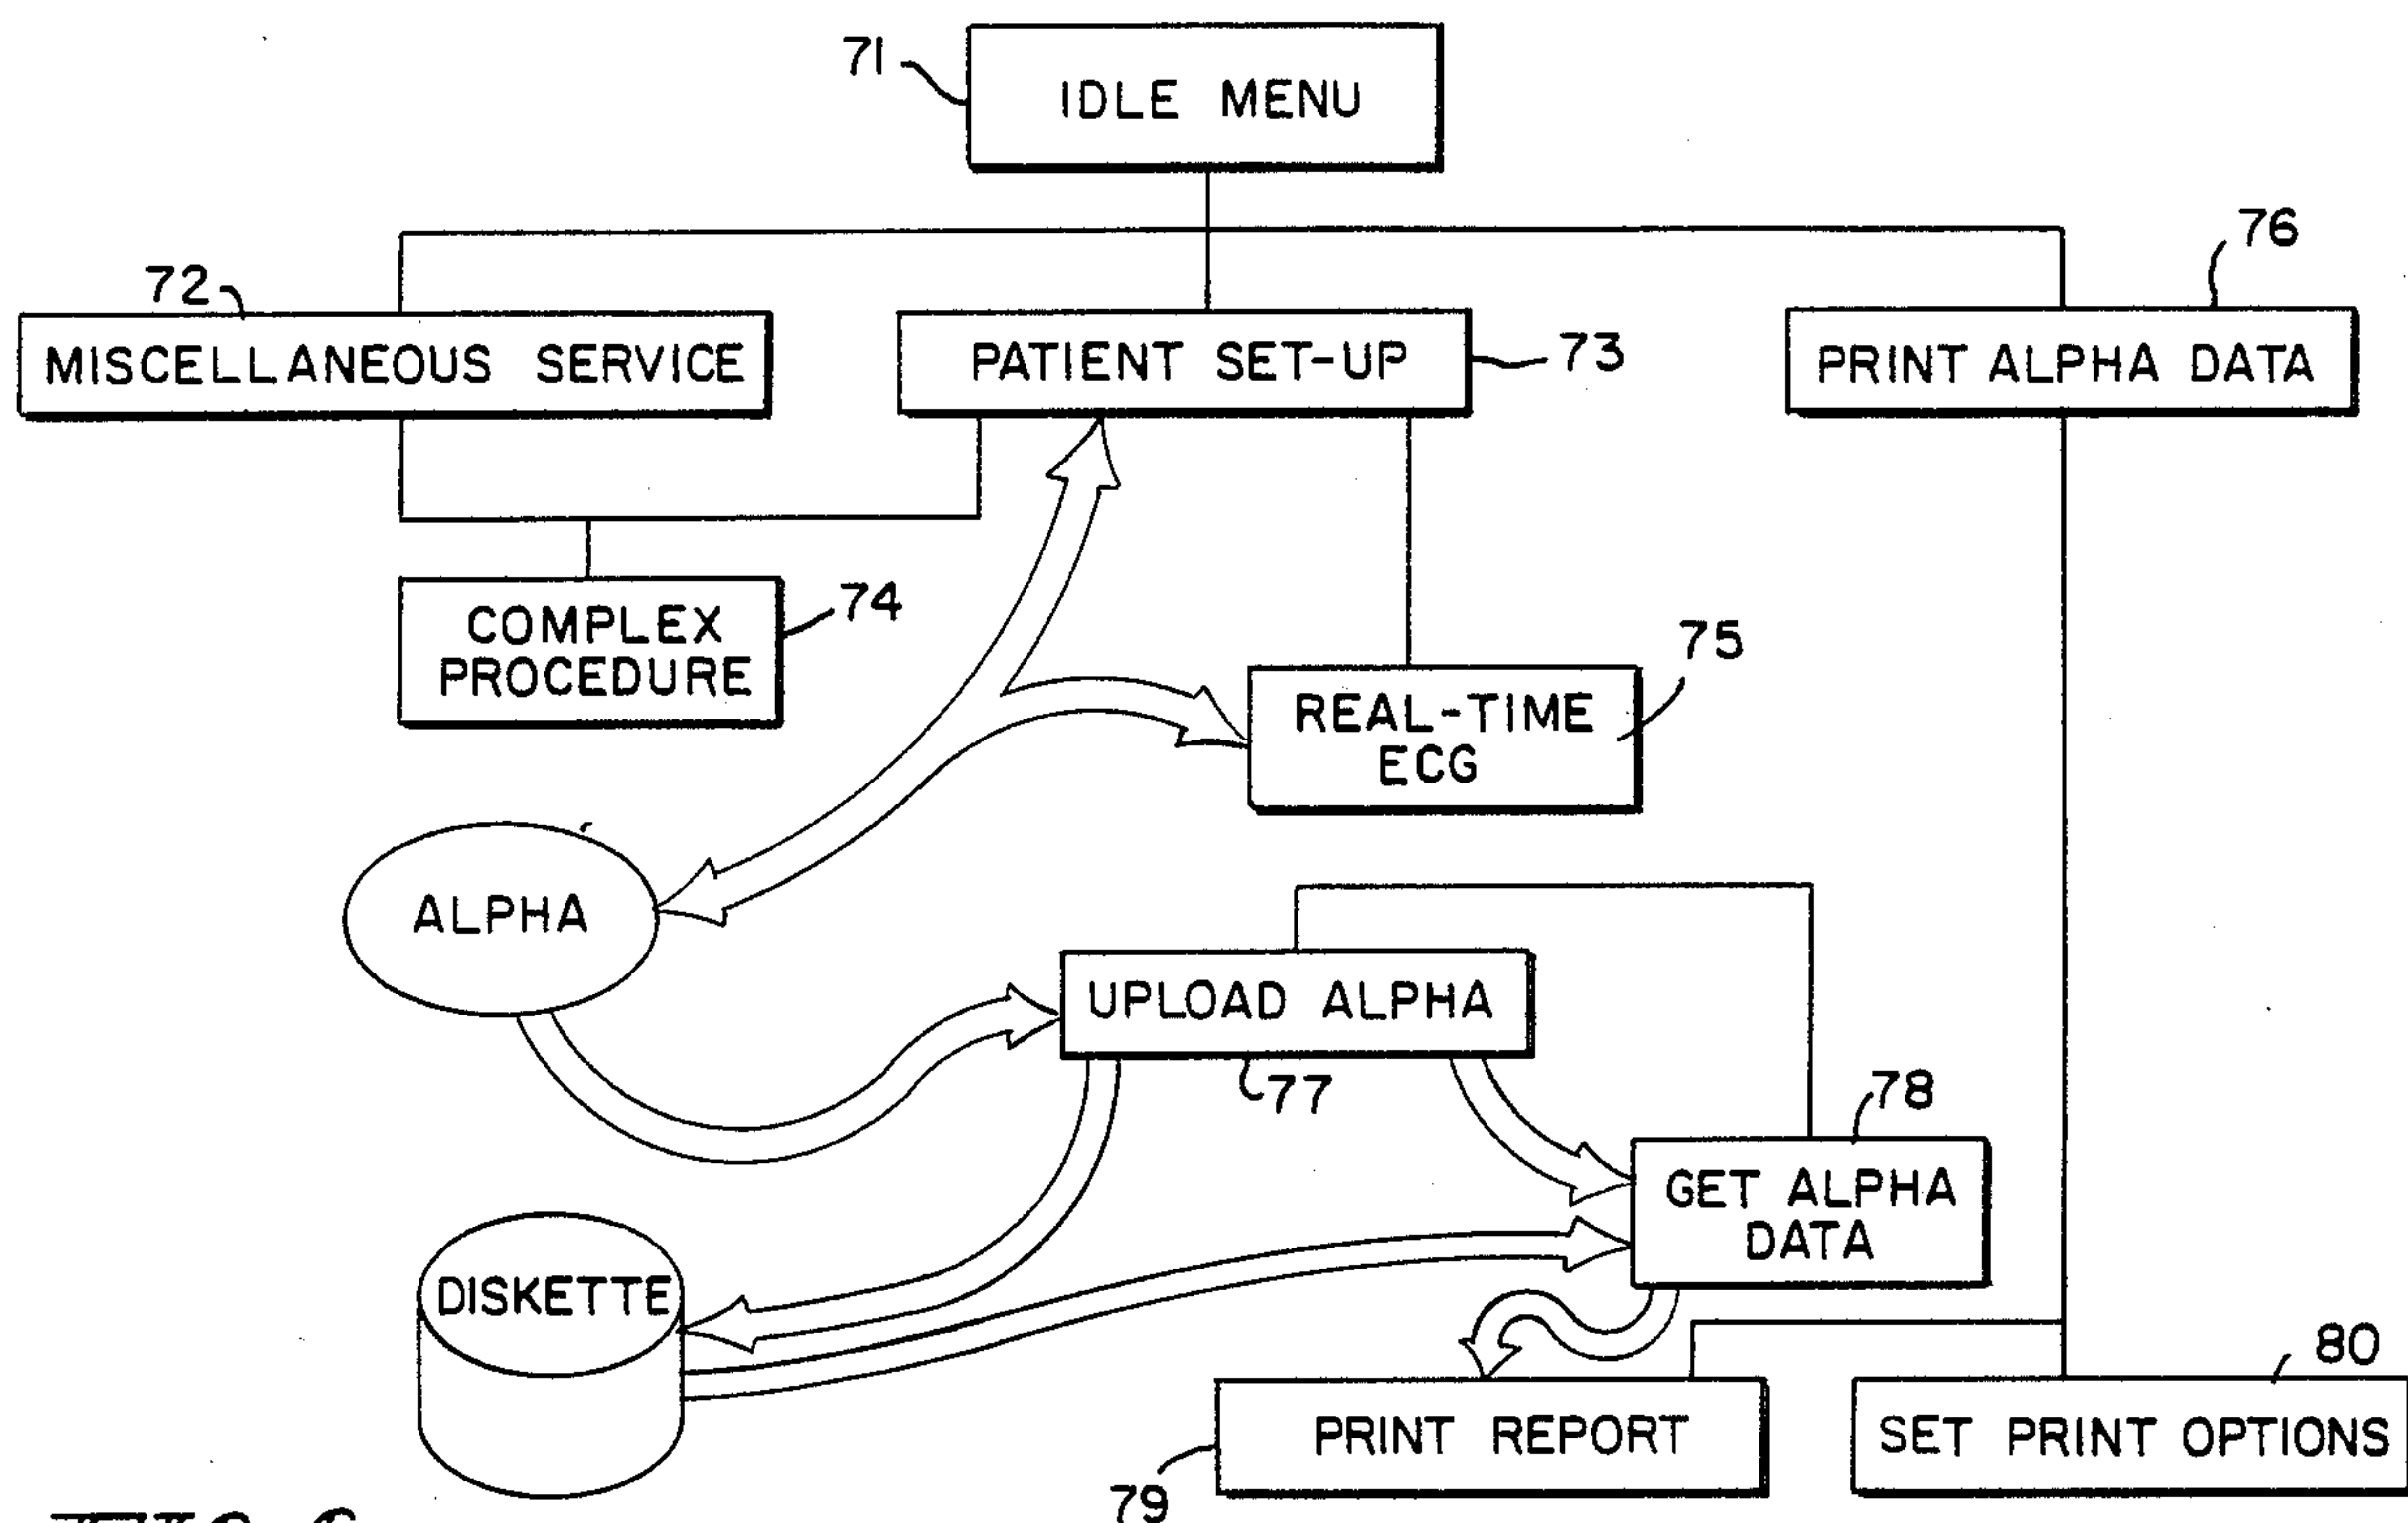 71
IDLE MENU
76
72
MISCELLANEOUS SERVICE
PATIENT SET-UP
73
PRINT ALPHA DATA
COMPLEX
PROCEDURE
74
75
REAL-TIME
ECG
ALPHA
UPLOAD ALPHA
77
78
GET ALPHA
DATA
DISKETTE
80
PRINT REPORT
SET PRINT OPTIONS
79